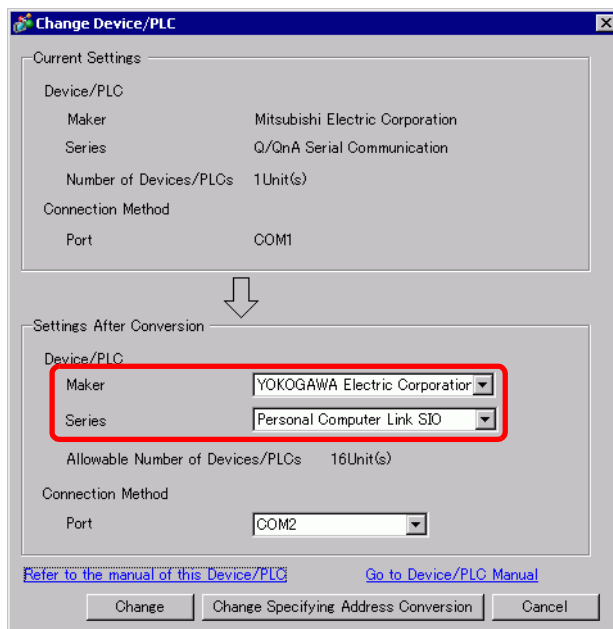 Change Device/PLC
Current Settings
Device/PLC
Maker Mitsubishi Electric Corporation
Series Q/QnA Serial Communication
Number of Devices/PLCs 1Unit(s)
Connection Method
Port COM1
Settings After Conversion
Device/PLC
Maker YOKOGAWA Electric Corporation
Series Personal Computer Link SIO
Allowable Number of Devices/PLCs 16Unit(s)
Connection Method
Port COM2
Refer to the manual of this Device/PLC Go to Device/PLC Manual
Change Change Specifying Address Conversion Cancel